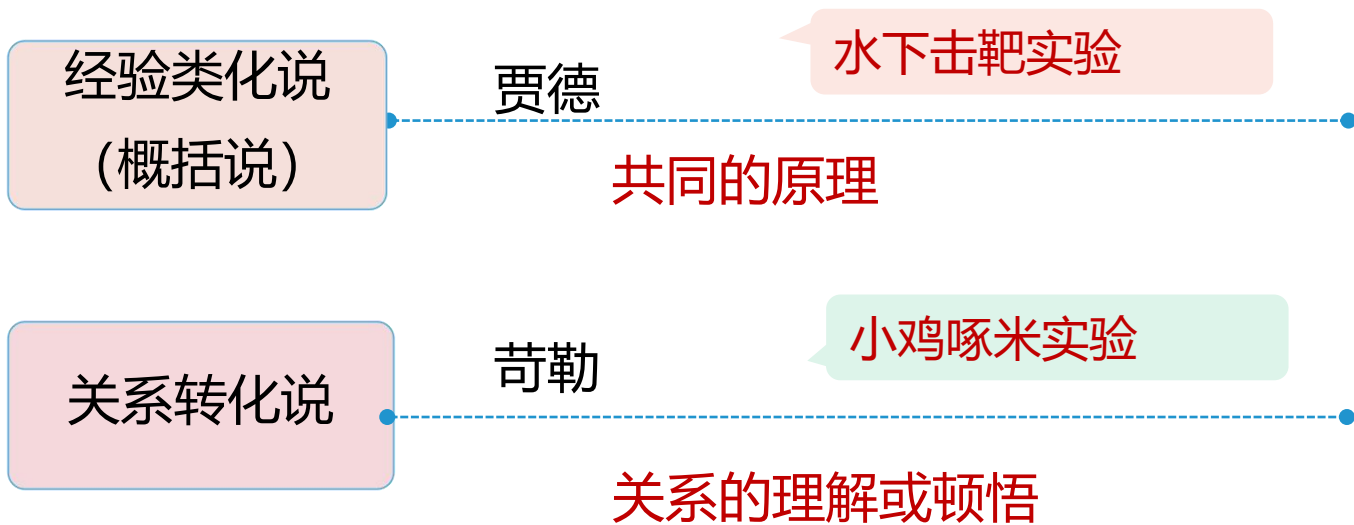 经验类化说
（概括说）
贾德
水下击靶实验
共同的原理
关系转化说
苛勒
小鸡啄米实验
关系的理解或顿悟